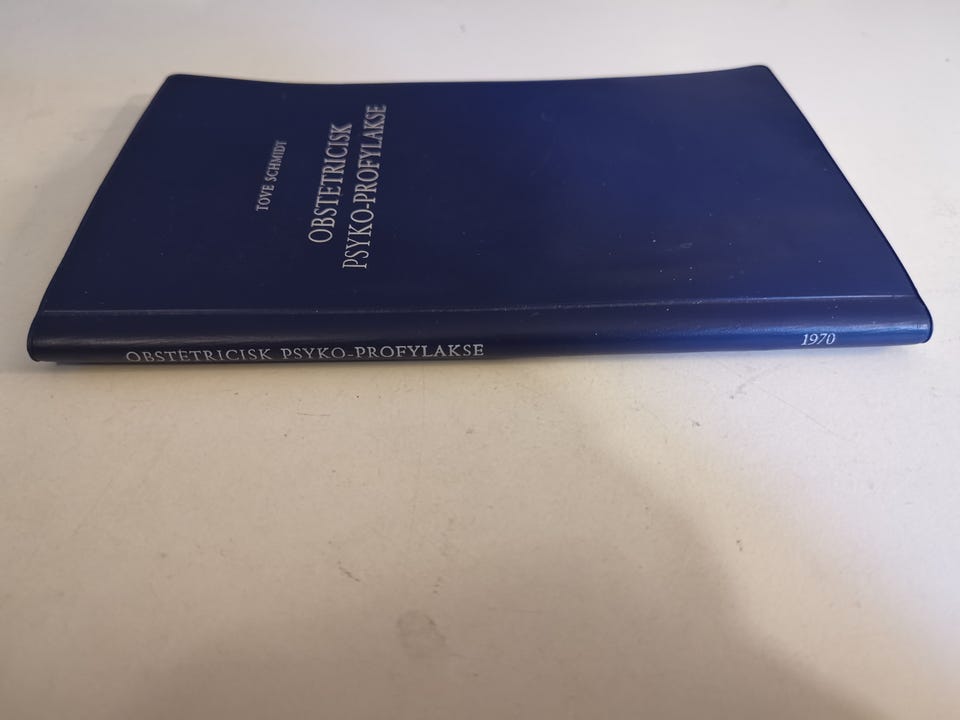 TOVE SCHMIDT
OBSTETRICISK
PSYKO-PROFYLAKSE
OBSTETRICISK PSYKO-PROFYLAKSE
1970